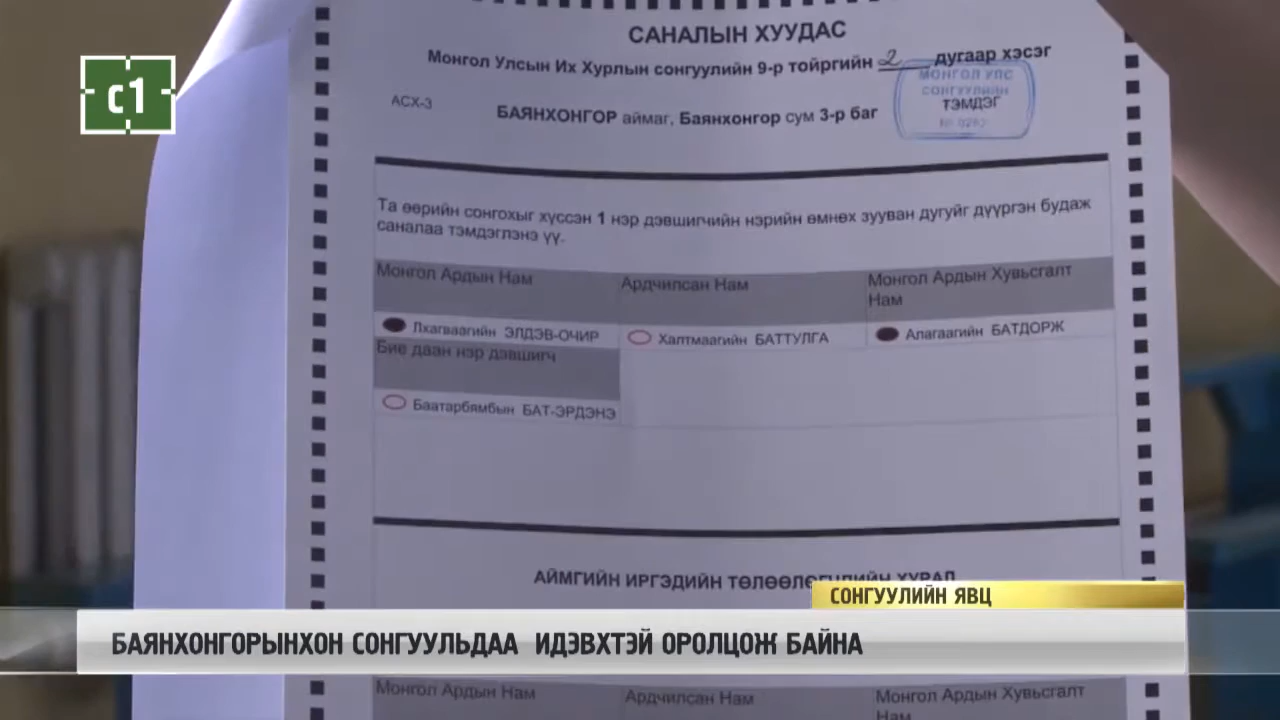 САНАЛЫН ХУУДАС
Монгол Улсын Их Хурлын сонгуулийн 9-р тойргийн 2 дугаар хэсэг
c1
МОНГОЛ УЛС
СОНГУУЛИЙН
ТЭМДЭГ
АСХ-3
БАЯНХОНГОР аймаг, Баянхонгор сум 3-р баг
Та өөрийн сонгохыг хүссэн 1 нэр дэвшигчийн нэрийн өмнөх зууван дугуйг дүүргэн будаж
саналаа тэмдэглэнэ үү.
Монгол Ардын Нам
Ардчилсан Нам
Монгол Ардын Хувьсгалт
Нам
Лхагваагийн ЭЛДЭВ-ОЧИР
Халтмаагийн БАТТУЛГА
Алагаагийн БАТДОРЖ
Бие даан нэр дэвшигч
Баатарбямбын БАТ-ЭРДЭНЭ
АЙМГИЙН ИРГЭДИЙН ТӨЛӨӨЛӨГЧДИЙН ХУРАЛ
СОНГУУЛИЙН ЯВЦ
БАЯНХОНГОРЫНХОН СОНГУУЛЬДАА ИДЭВХТЭЙ ОРОЛЦОЖ БАЙНА
Монгол Ардын Нам
Ардчилсан Нам
Монгол Ардын Хувьсгалт
Нам